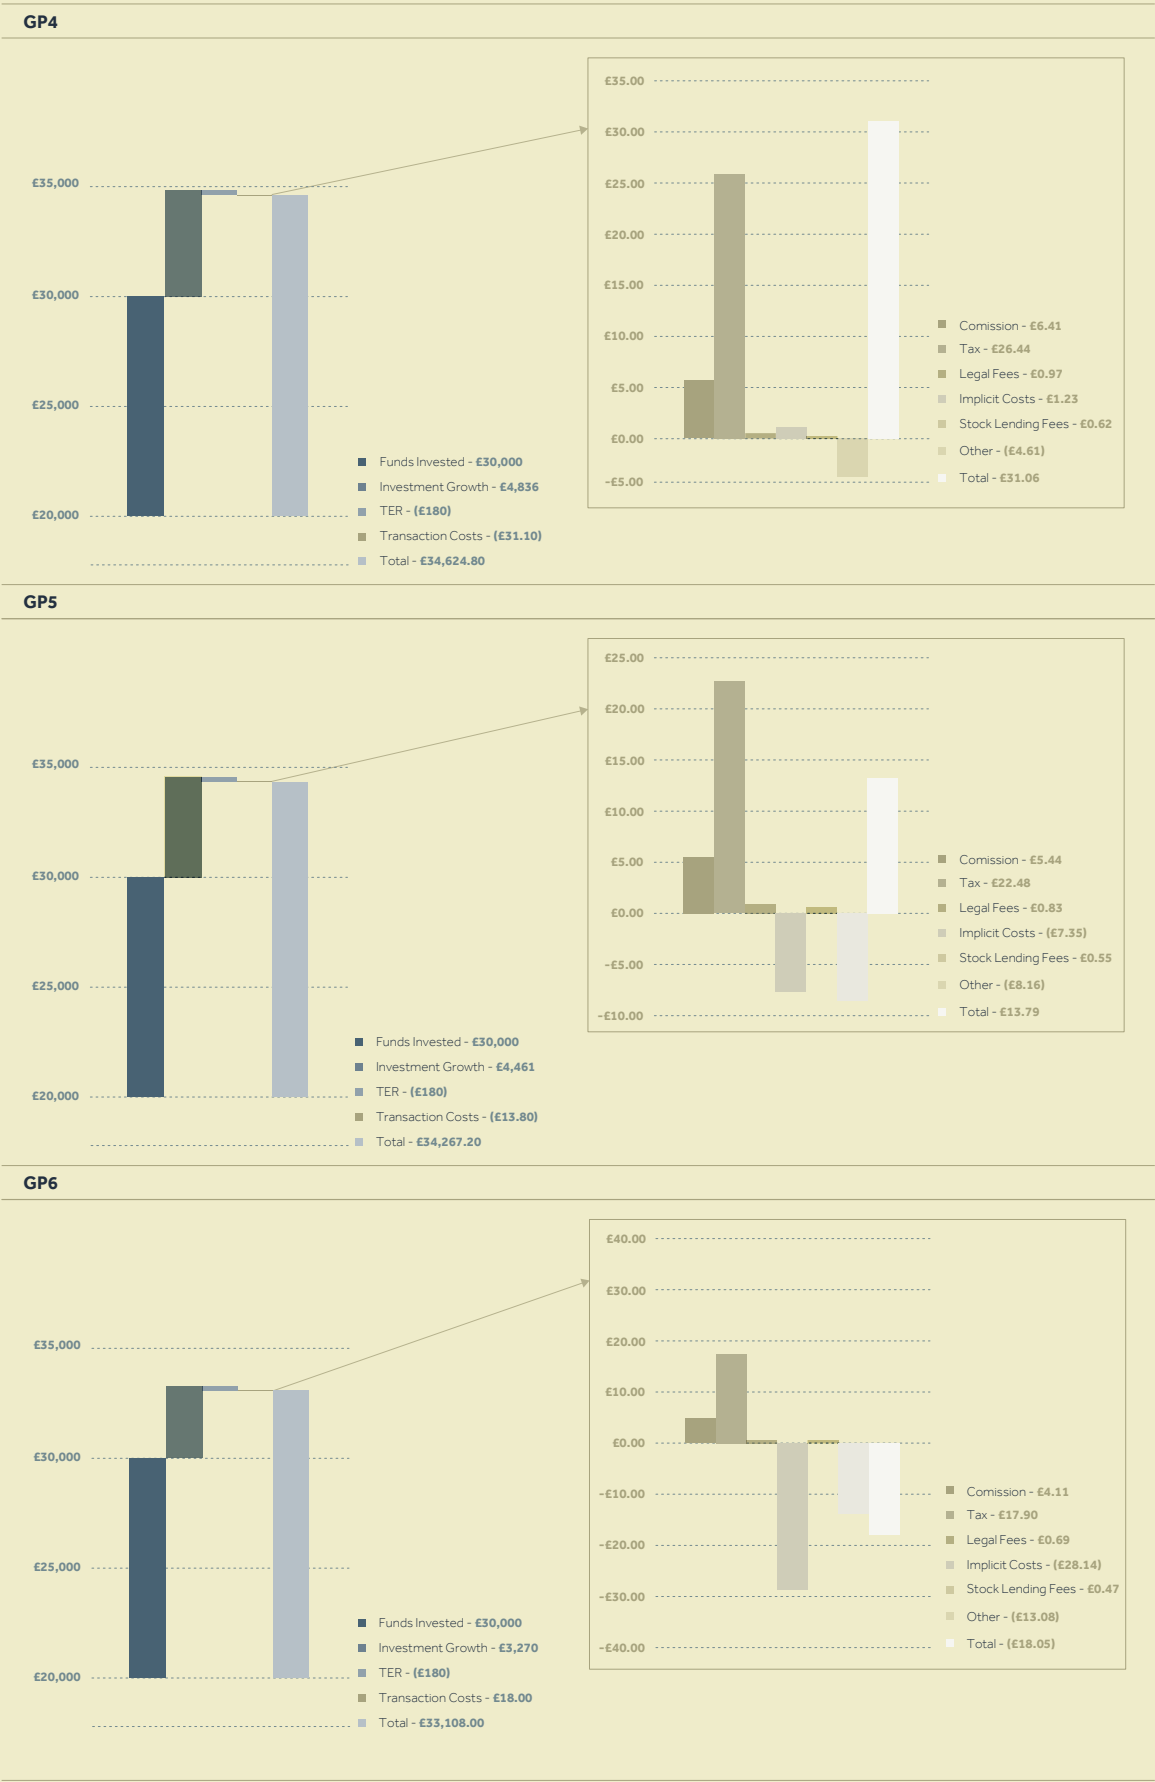 GP4
£35,000
£30,000
£25,000
£20,000
Funds Invested - £30,000
Investment Growth - £4,836
TER - (£180)
Transaction Costs - (£31.10)
Total - £34,624.80
£35.00
£30.00
£25.00
£20.00
£15.00
£10.00
£5.00
£0.00
-£5.00
Comission - £6.41
Tax - £26.44
Legal Fees - £0.97
Implicit Costs - £1.23
Stock Lending Fees - £0.62
Other - (£4.61)
Total - £31.06
GP5
£35,000
£30,000
£25,000
£20,000
Funds Invested - £30,000
Investment Growth - £4,461
TER - (£180)
Transaction Costs - (£13.80)
Total - £34,267.20
£25.00
£20.00
£15.00
£10.00
£5.00
£0.00
-£5.00
-£10.00
Comission - £5.44
Tax - £22.48
Legal Fees - £0.83
Implicit Costs - (£7.35)
Stock Lending Fees - £0.55
Other - (£8.16)
Total - £13.79
GP6
£35,000
£30,000
£25,000
£20,000
Funds Invested - £30,000
Investment Growth - £3,270
TER - (£180)
Transaction Costs - £18.00
Total - £33,108.00
£40.00
£30.00
£20.00
£10.00
£0.00
-£10.00
-£20.00
-£30.00
-£40.00
Comission - £4.11
Tax - £17.90
Legal Fees - £0.69
Implicit Costs - (£28.14)
Stock Lending Fees - £0.47
Other - (£13.08)
Total - (£18.05)